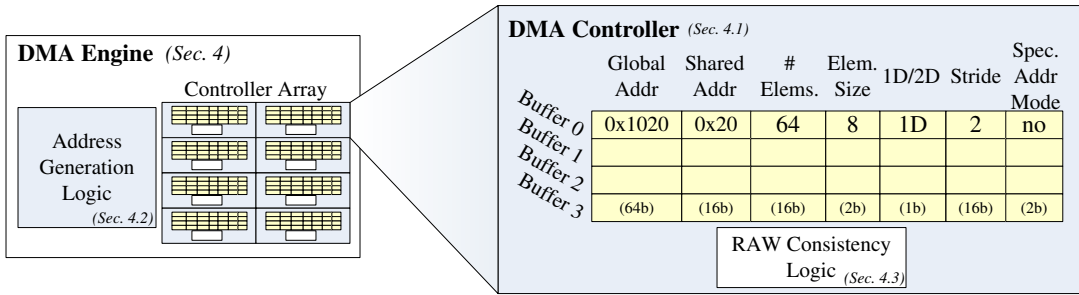 DMA Engine (Sec. 4)
Controller Array
Address
Generation
Logic
(Sec. 4.2)
DMA Controller (Sec. 4.1)
Global
Addr
Shared
Addr
#
Elems.
Elem.
Size
1D/2D
Stride
Spec.
Addr
Mode
Buffer 0
0x1020 0x20 64 8 1D 2 no
Buffer 1
Buffer 2
Buffer 3
(64b) (16b) (16b) (2b) (1b) (16b) (2b)
RAW Consistency
Logic (Sec. 4.3)